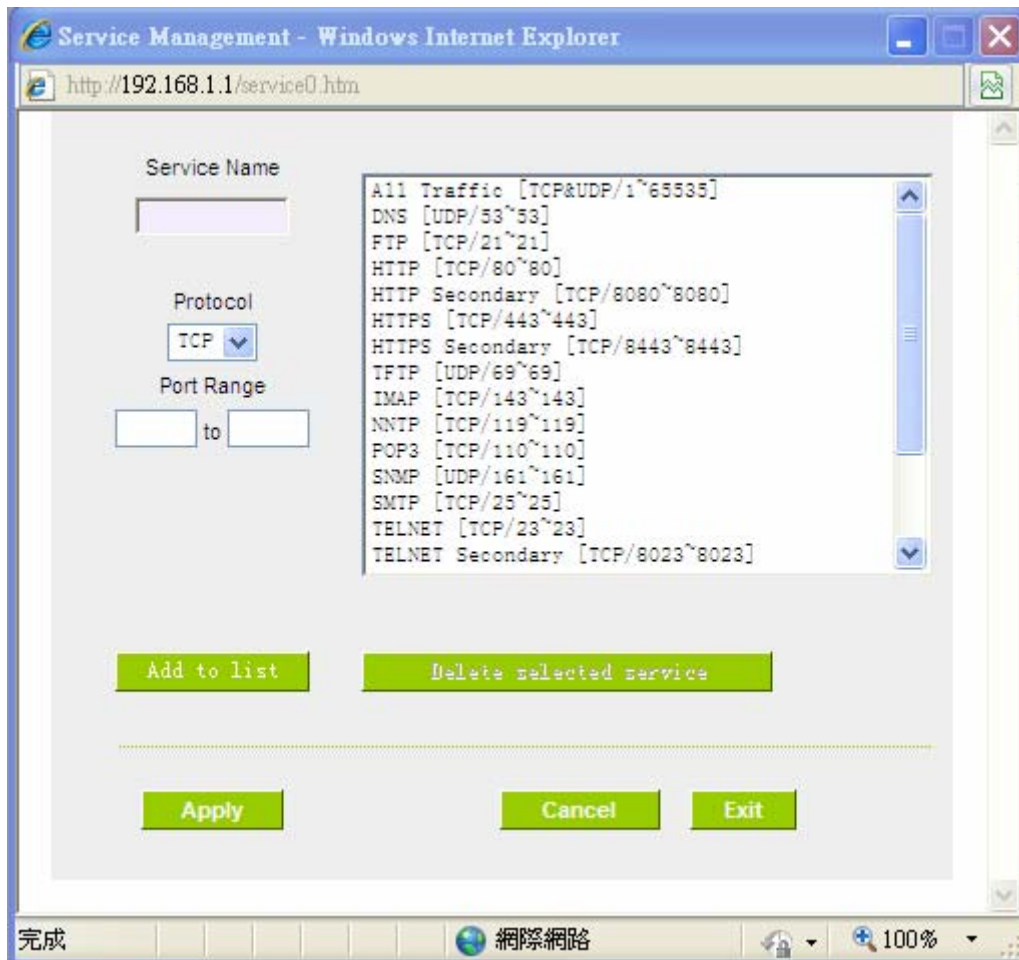 Service Management - Windows Internet Explorer
http://192.168.1.1/service0.htm
Service Name
Protocol
TCP
Port Range
to
All Traffic [TCP&UDP/1~65535]
DNS [UDP/53~53]
FTP [TCP/21~21]
HTTP [TCP/80~80]
HTTP Secondary [TCP/8080~8080]
HTTPS [TCP/443~443]
HTTPS Secondary [TCP/8443~8443]
TFTP [UDP/69~69]
IMAP [TCP/143~143]
NNTP [TCP/119~119]
POP3 [TCP/110~110]
SNMP [UDP/161~161]
SMTP [TCP/25~25]
TELNET [TCP/23~23]
TELNET Secondary [TCP/8023~8023]
Add to list
Delete selected service
Apply
Cancel
Exit
完成
網際網路
100%